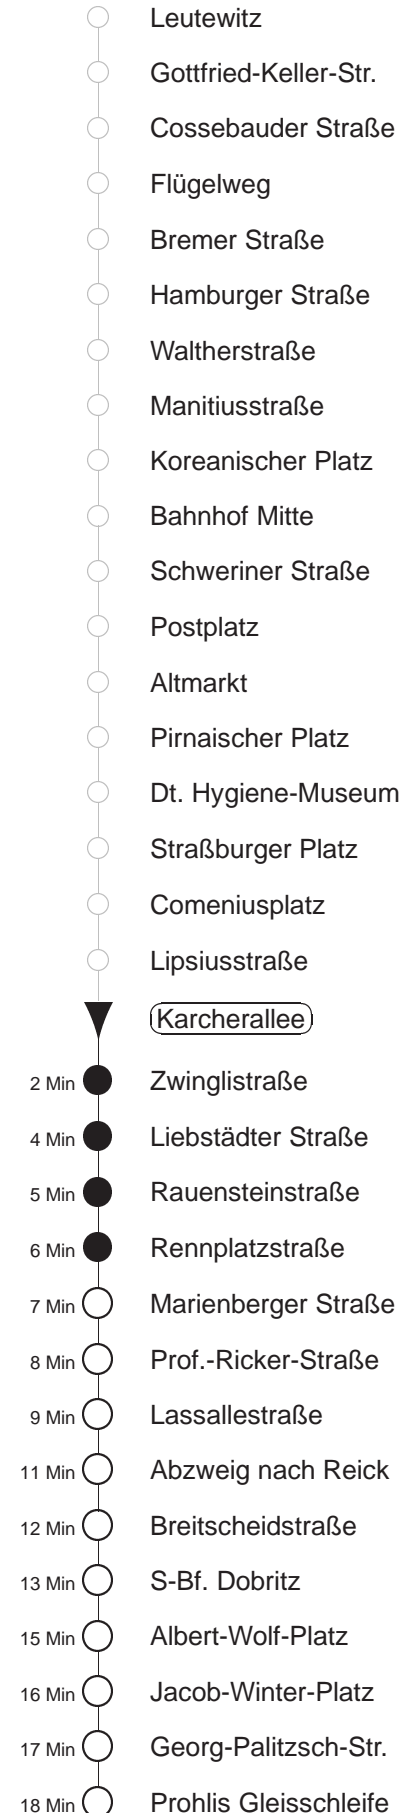 Leutewitz
Gottfried-Keller-Str.
Cossebauder Straße
Flügelweg
Bremer Straße
Hamburger Straße
Waltherstraße
Manitiusstraße
Koreanischer Platz
Bahnhof Mitte
Schweriner Straße
Postplatz
Altmarkt
Pirnaischer Platz
Dt. Hygiene-Museum
Straßburger Platz
Comeniusplatz
Lipsiusstraße
Karcherallee
2 Min Zwinglistraße
4 Min Liebstädter Straße
5 Min Rauensteinstraße
6 Min Rennplatzstraße
7 Min Marienberger Straße
8 Min Prof.-Ricker-Straße
9 Min Lassallestraße
11 Min Abzweig nach Reick
12 Min Breitscheidstraße
13 Min S-Bf. Dobritz
15 Min Albert-Wolf-Platz
16 Min Jacob-Winter-Platz
17 Min Georg-Palitzsch-Str.
18 Min Prohlis Gleisschleife